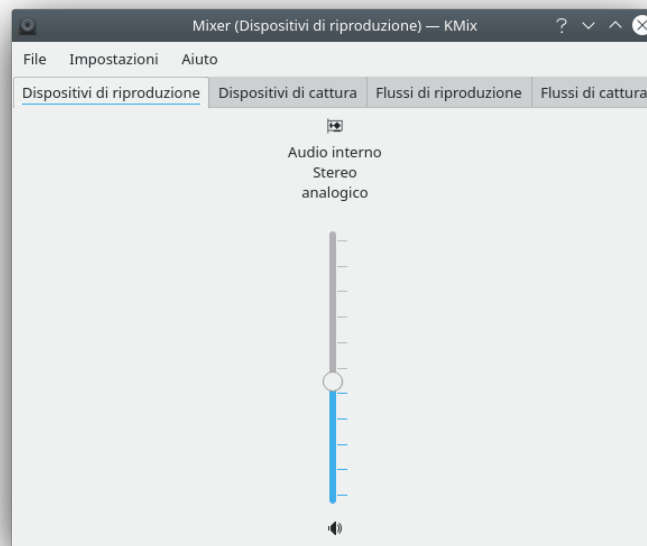 Mixer (Dispositivi di riproduzione) — KMix
File Impostazioni Aiuto
Dispositivi di riproduzione Dispositivi di cattura Flussi di riproduzione Flussi di cattura
Audio interno
Stereo
analogico